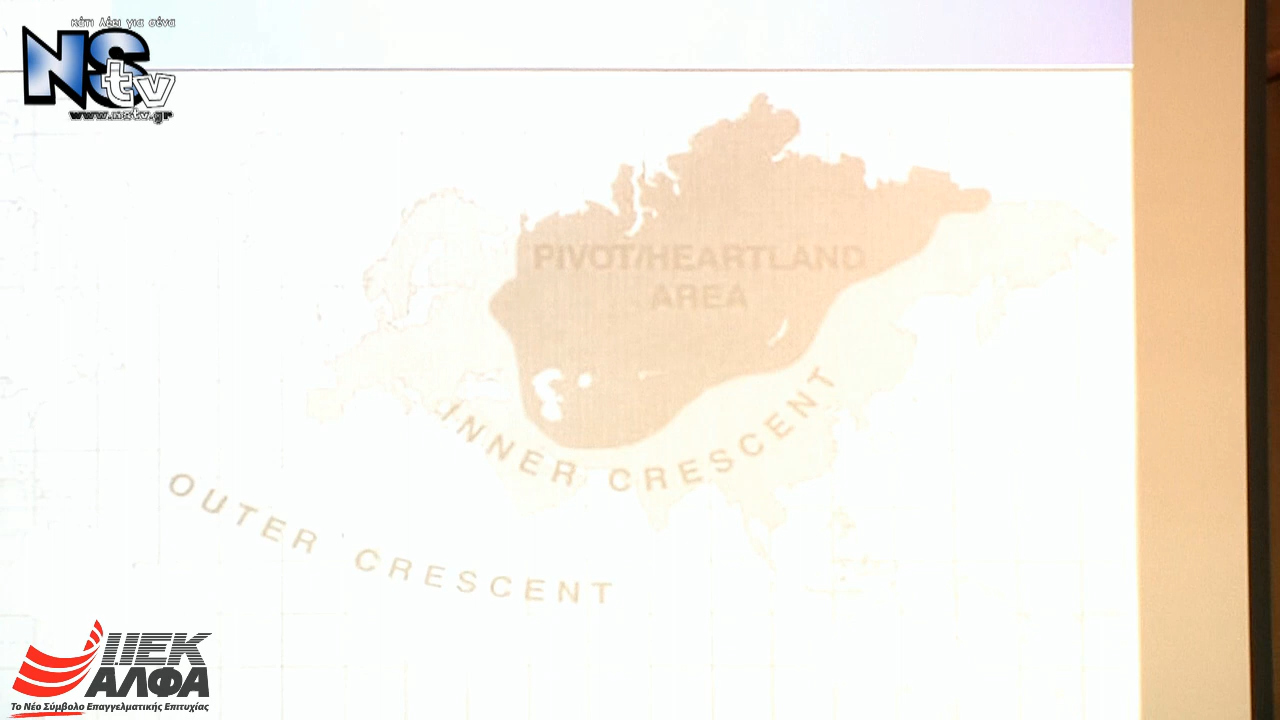 κάτι λέει για σένα
NS
tv
www.nstv.gr
PIVOT/HEARTLAND
AREA
INNER CRESCENT
OUTER CRESCENT
ΙΙΕΚ
ΑΛΦΑ
Το Νέο Σύμβολο Επαγγελματικής Επιτυχίας